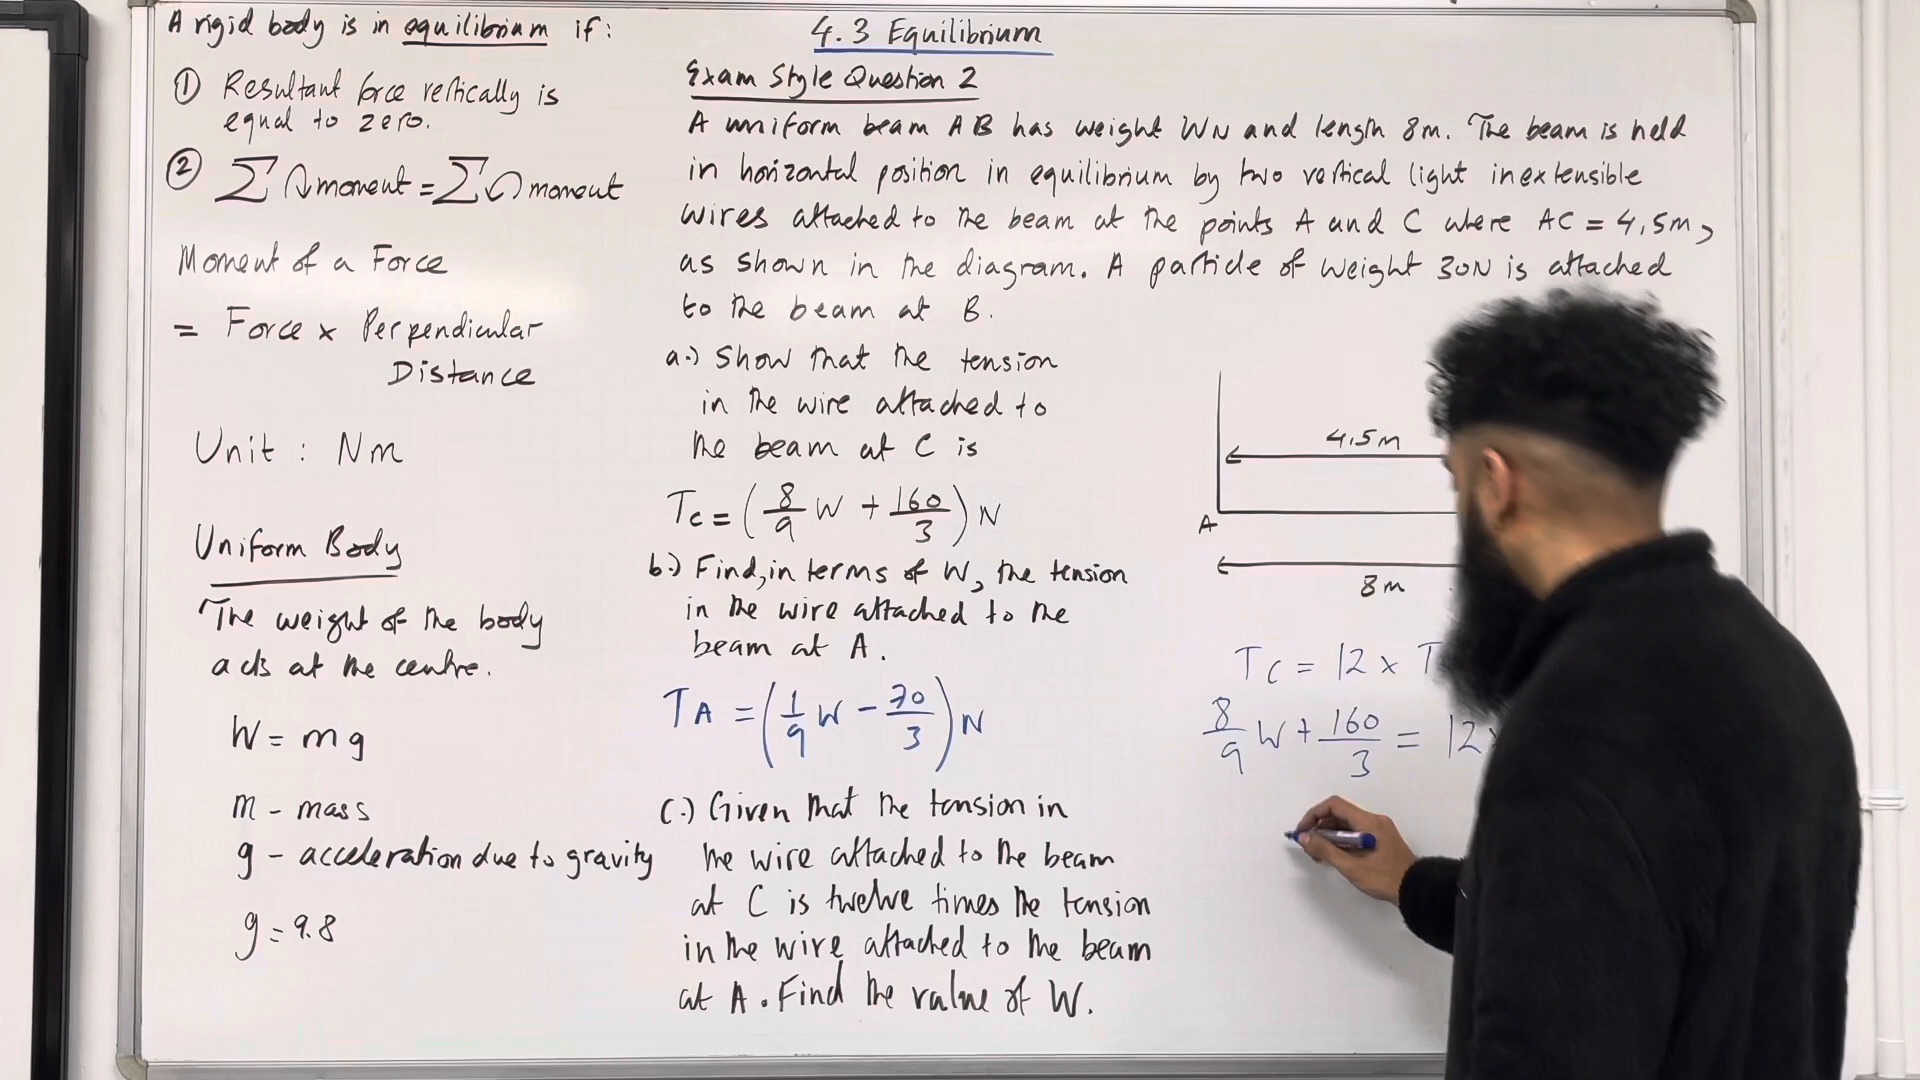 A rigid body is in equilibrium if:
① Resultant force vertically is
equal to zero.
② ∑ ↻ moment = ∑ ↺ moment
Moment of a Force
= Force × Perpendicular
Distance
Unit : Nm
Uniform Body
The weight of the body
acts at the centre.
W = mg
m - mass
g - acceleration due to gravity
g = 9.8
4.3 Equilibrium
Exam Style Question 2
A uniform beam AB has weight WN and length 8m. The beam is held
in horizontal position in equilibrium by two vertical light inextensible
wires attached to the beam at the points A and C where AC = 4.5m,
as shown in the diagram. A particle of weight 30N is attached
to the beam at B.
a.) Show that the tension
in the wire attached to
the beam at C is
Tc = (8/9 W + 160/3) N
b.) Find, in terms of W, the tension
in the wire attached to the
beam at A.
TA = (1/9 W - 70/3) N
c.) Given that the tension in
the wire attached to the beam
at C is twelve times the tension
in the wire attached to the beam
at A. Find the value of W.
4.5m
A
8m
Tc = 12 × T
8/9 W + 160/3 = 12